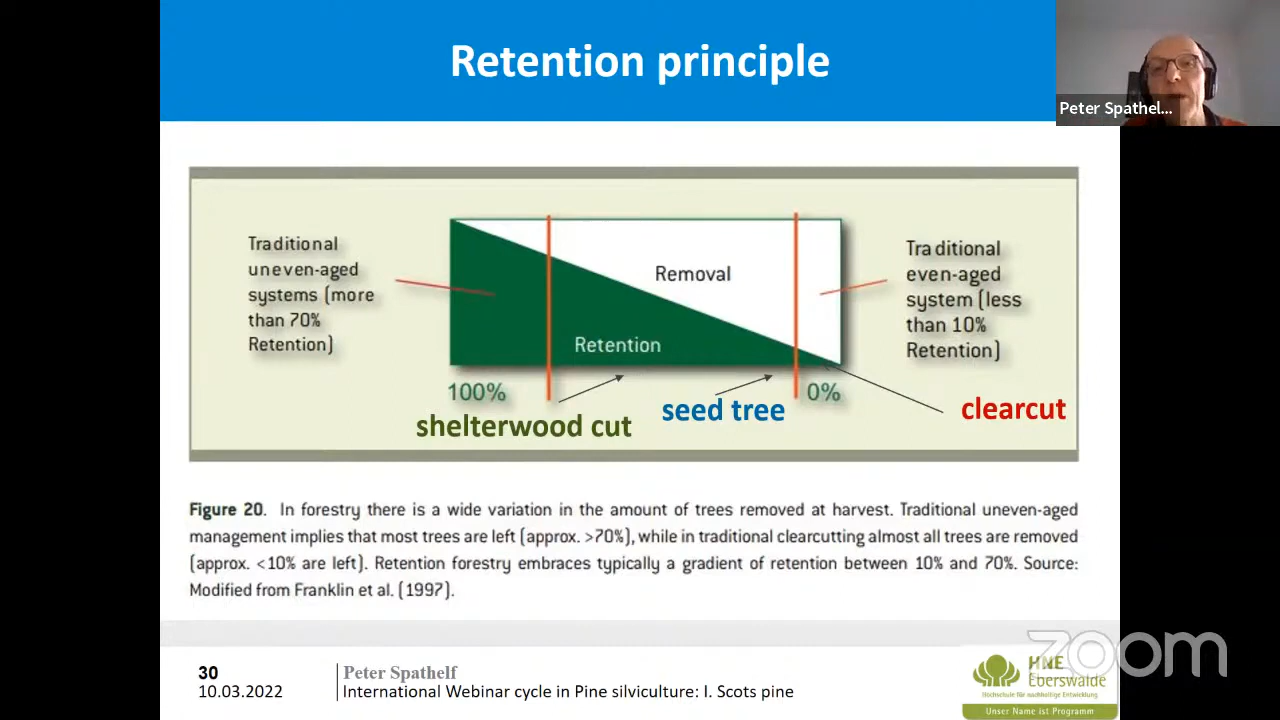 Retention principle
Peter Spathel...
Traditional
uneven-aged
systems (more
than 70%
Retention)
Removal
Retention
Traditional
even-aged
system (less
than 10%
Retention)
100%
0%
shelterwood cut
seed tree
clearcut
Figure 20. In forestry there is a wide variation in the amount of trees removed at harvest. Traditional uneven-aged
management implies that most trees are left (approx. >70%), while in traditional clearcutting almost all trees are removed
(approx. <10% are left). Retention forestry embraces typically a gradient of retention between 10% and 70%. Source:
Modified from Franklin et al. (1997).
30
Peter Spathelf
10.03.2022
International Webinar cycle in Pine silviculture: I. Scots pine
zoom
HNE
Eberswalde
Hochschule für nachhaltige Entwicklung
Unser Name ist Programm